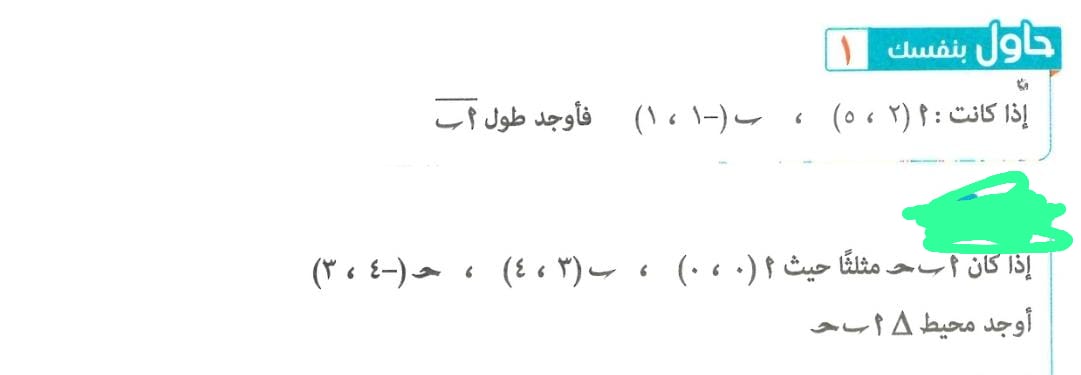 حاول بنفسك ١
إذا كانت : ‏أ (٢ ، ٥) ، ب (-١ ، ١) فأوجد طول أب
إذا كان أ ب حـ مثلثًا حيث أ (٠ ، ٠) ، ب (٣ ، ٤) ، حـ (-٤ ، ٣)
أوجد محيط Δ أ ب حـ